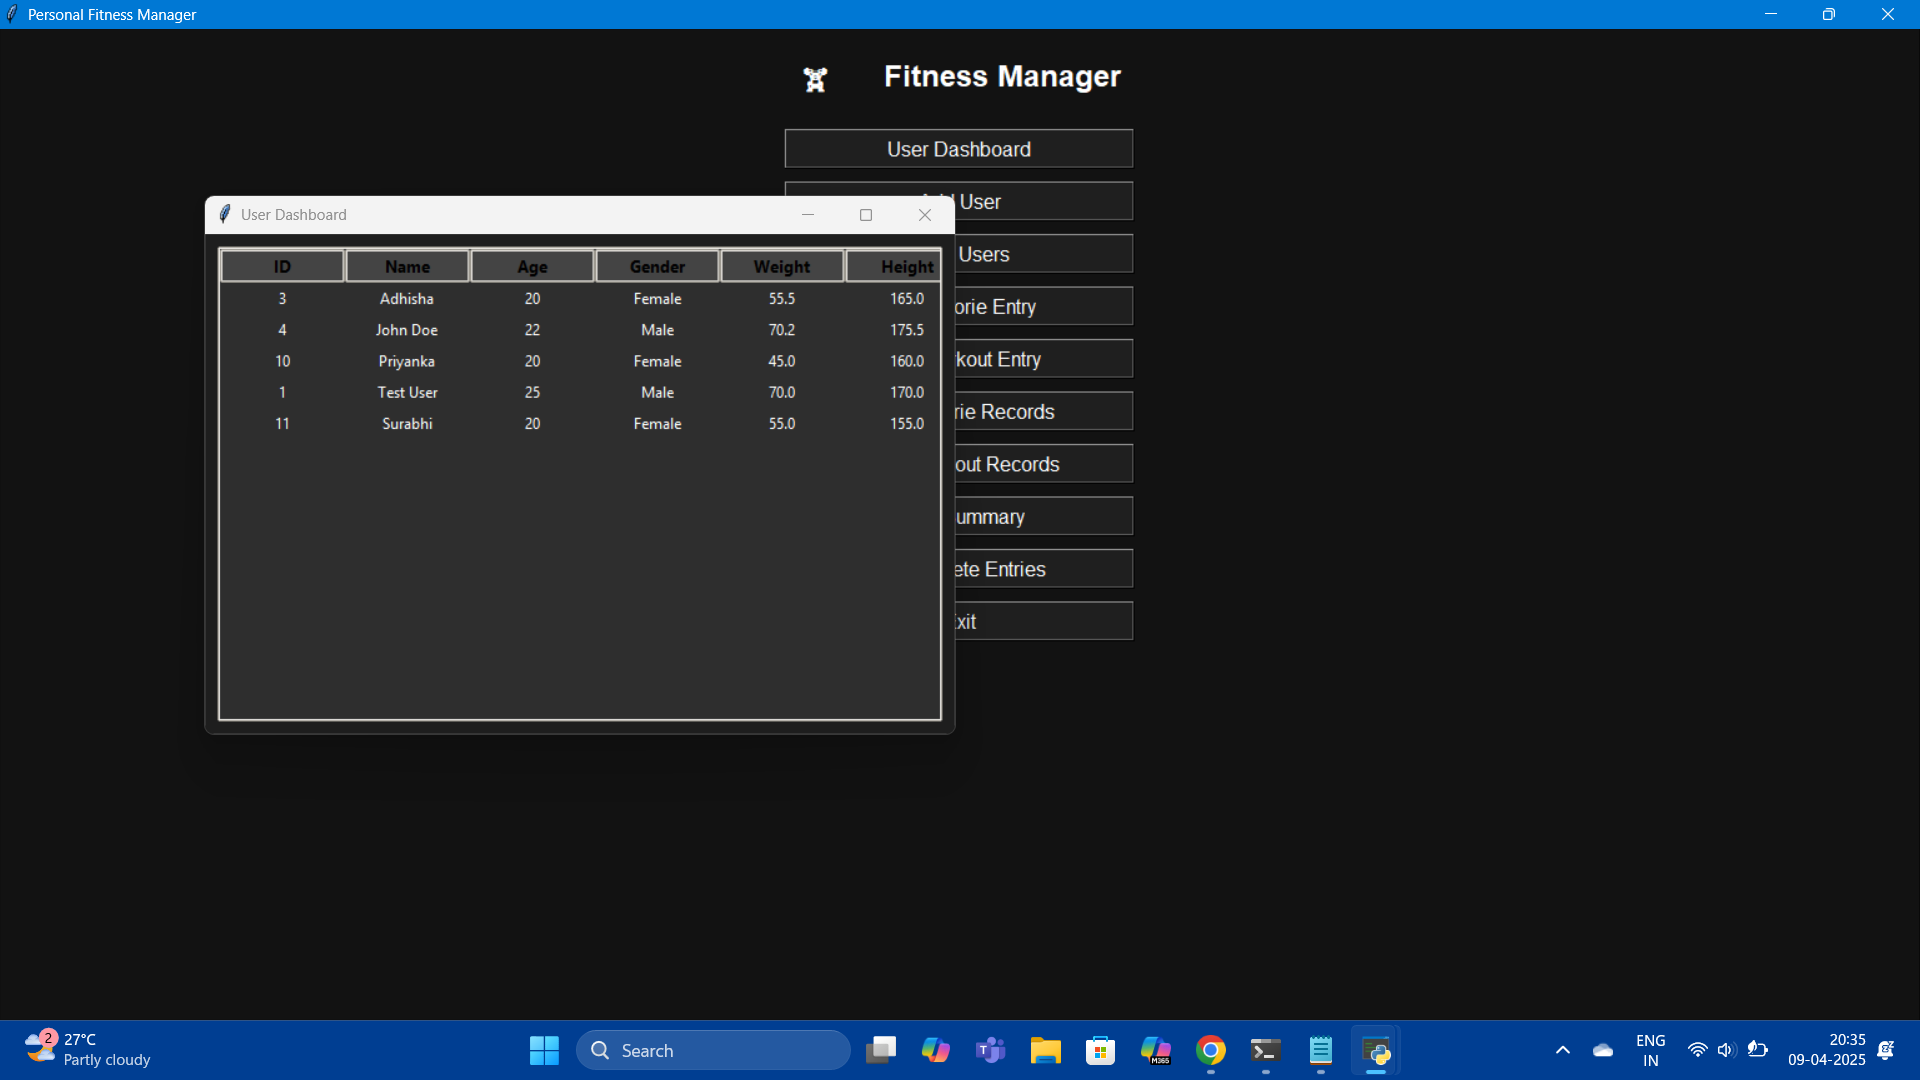 Personal Fitness Manager
Fitness Manager
User Dashboard
User
Users
orie Entry
kout Entry
rie Records
out Records
ummary
ete Entries
xit
User Dashboard
ID Name Age Gender Weight Height
3 Adhisha 20 Female 55.5 165.0
4 John Doe 22 Male 70.2 175.5
10 Priyanka 20 Female 45.0 160.0
1 Test User 25 Male 70.0 170.0
11 Surabhi 20 Female 55.0 155.0
2
27°C
Partly cloudy
Search
T
M365
ENG
IN
20:35
09-04-2025